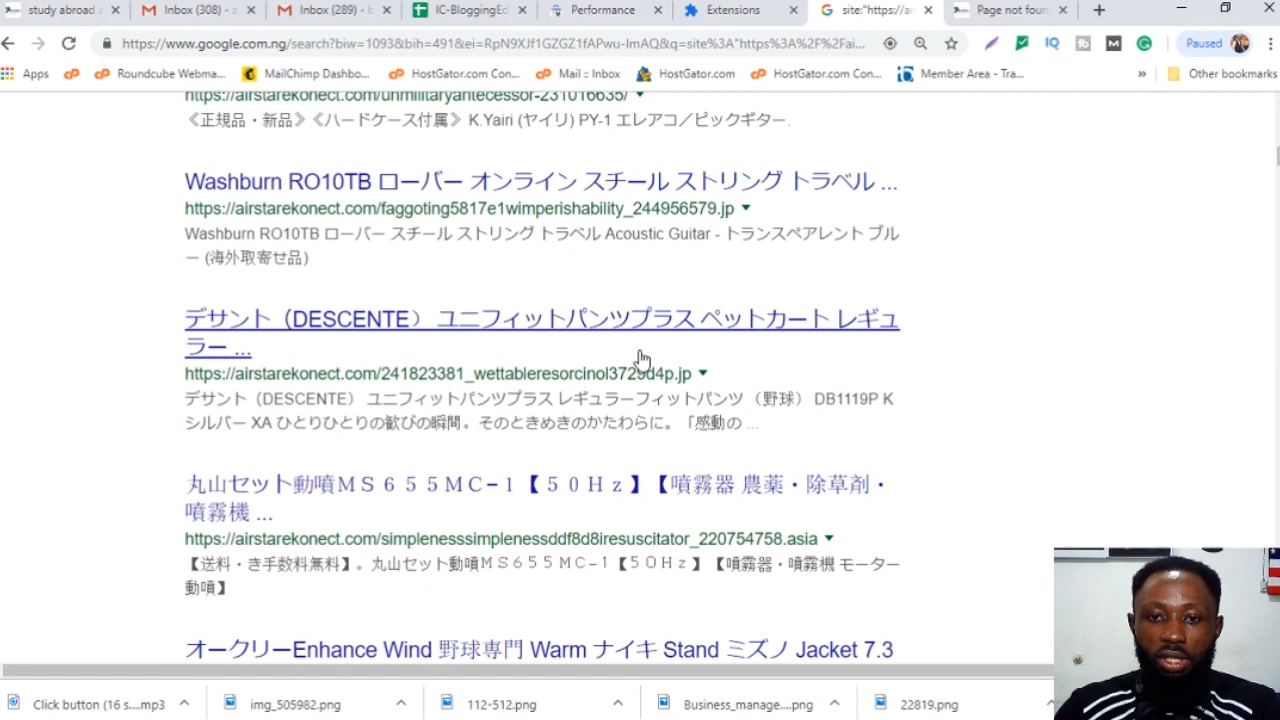 study abroad
Inbox (308) - a
Inbox (289) - b
IC-BloggingEd
Performance
Extensions
site:"https://ai
Page not foun
https://www.google.com.ng/search?biw=1093&bih=491&ei=RpN9XJf1GZGZ1fAPwu-ImAQ&q=site%3A"https%3A%2F%2Fai...
Paused
Apps
Roundcube Webma...
MailChimp Dashbo...
HostGator.com Con...
Mail :: Inbox
HostGator.com
HostGator.com Con...
Member Area - Tra...
»
Other bookmarks
https://airstarekonect.com/unmilitaryantecessor-231016635/
《正規品・新品》《ハードケース付属》 K.Yairi (ヤイリ) PY-1 エレアコ／ピックギター.
Washburn RO10TB ローバー オンライン スチール ストリング トラベル ...
https://airstarekonect.com/faggoting5817e1wimperishability_244956579.jp
Washburn RO10TB ローバー スチール ストリング トラベル Acoustic Guitar - トランスペアレント ブル
ー (海外取寄せ品)
デサント（DESCENTE） ユニフィットパンツプラス ペットカート レギュ
ラー ...
https://airstarekonect.com/241823381_wettableresorcinol3729d4p.jp
デサント（DESCENTE） ユニフィットパンツプラス レギュラーフィットパンツ （野球） DB1119P K
シルバー XA ひとりひとりの歓びの瞬間。そのときめきのかたわらに。「感動の ...
丸山セット動噴ＭＳ６５５ＭＣ−１【５０Ｈｚ】【噴霧器 農薬・除草剤・
噴霧機 ...
https://airstarekonect.com/simplenesssimplenessddf8d8iresuscitator_220754758.asia
【送料・き手数料無料】。丸山セット動噴ＭＳ６５５ＭＣ−１【５０Ｈｚ】【噴霧器・噴霧機 モーター
動噴】
オークリーEnhance Wind 野球専門 Warm ナイキ Stand ミズノ Jacket 7.3
Click button (16 s....mp3
img_505982.png
112-512.png
Business_manage....png
22819.png